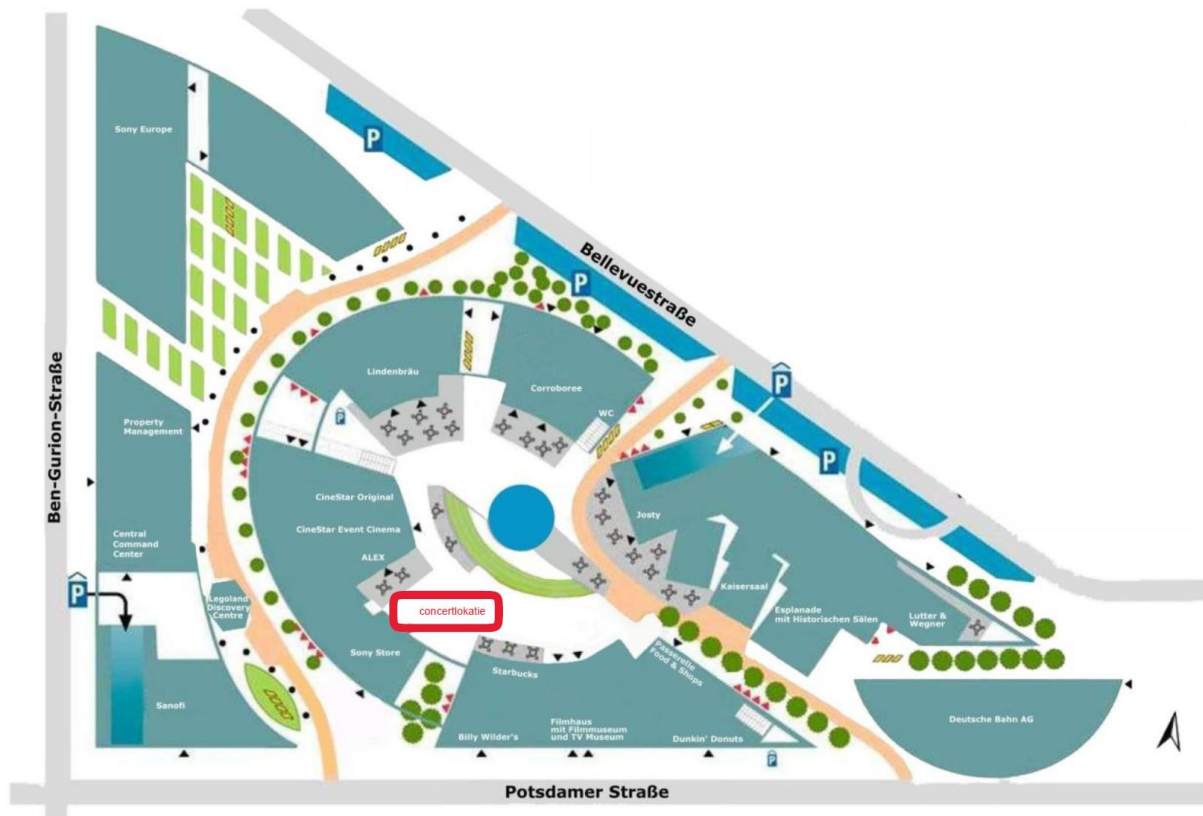 P
Sony Europe
Bellevuestraße
P
Ben-Gurion-Straße
Lindenbräu
Corroboree
P
WC
P
Property
Management
P
CineStar Original
Josty
CineStar Event Cinema
Central
Command
Center
ALEX
Kaisersaal
P
Legoland
Discovery
Centre
concertlokatie
Esplanade
mit Historischen Sälen
Lutter &
Wegner
Sony Store
Passerelle
Food & Shops
Starbucks
Sanofi
Deutsche Bahn AG
Billy Wilder's
Filmhaus
mit Filmmuseum
und TV Museum
Dunkin' Donuts
P
Potsdamer Straße